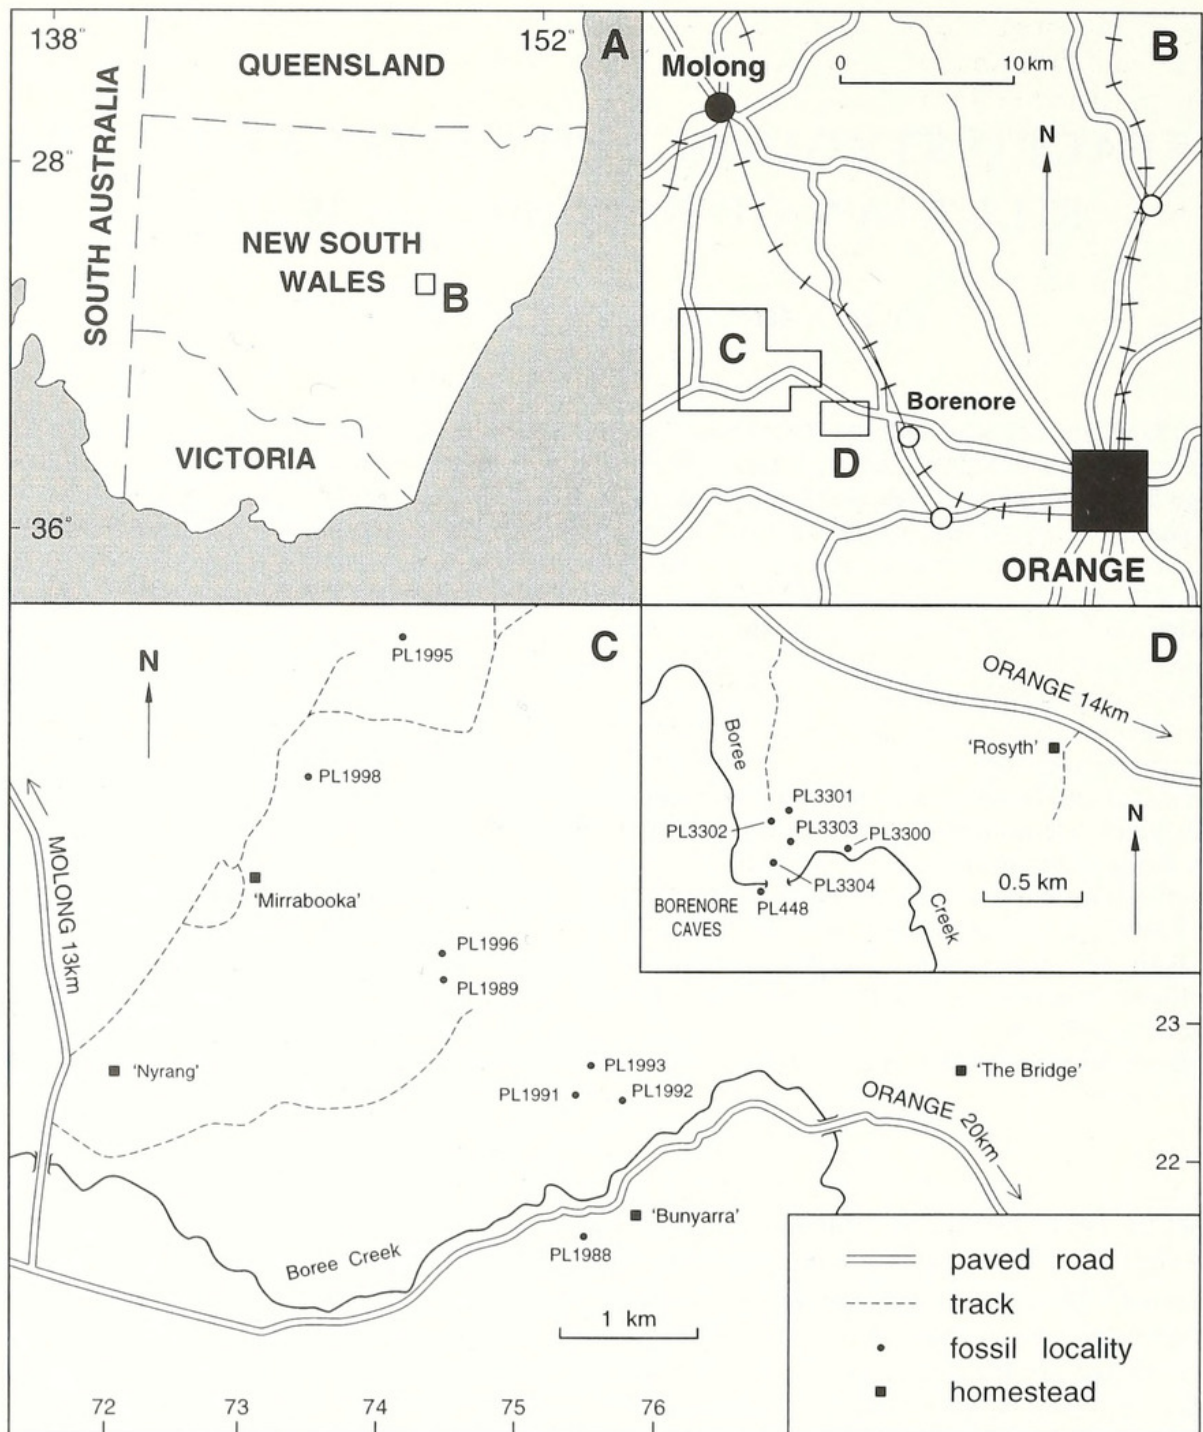 138°
152°
A
QUEENSLAND
SOUTH AUSTRALIA
28°
NEW SOUTH
WALES
B
VICTORIA
36°
B
Molong
0
10 km
N
C
Borenore
D
ORANGE
C
N
PL1995
PL1998
MOLONG 13km
'Mirrabooka'
PL1996
PL1989
'Nyrang'
PL1993
PL1991
PL1992
23
'The Bridge'
ORANGE 20km
22
'Bunyarra'
PL1988
Boree Creek
1 km
72
73
74
75
76
D
ORANGE 14km
Boree
'Rosyth'
PL3301
PL3302
PL3303
PL3300
N
PL3304
0.5 km
BORENORE
CAVES
PL448
Creek
paved road
track
fossil locality
homestead